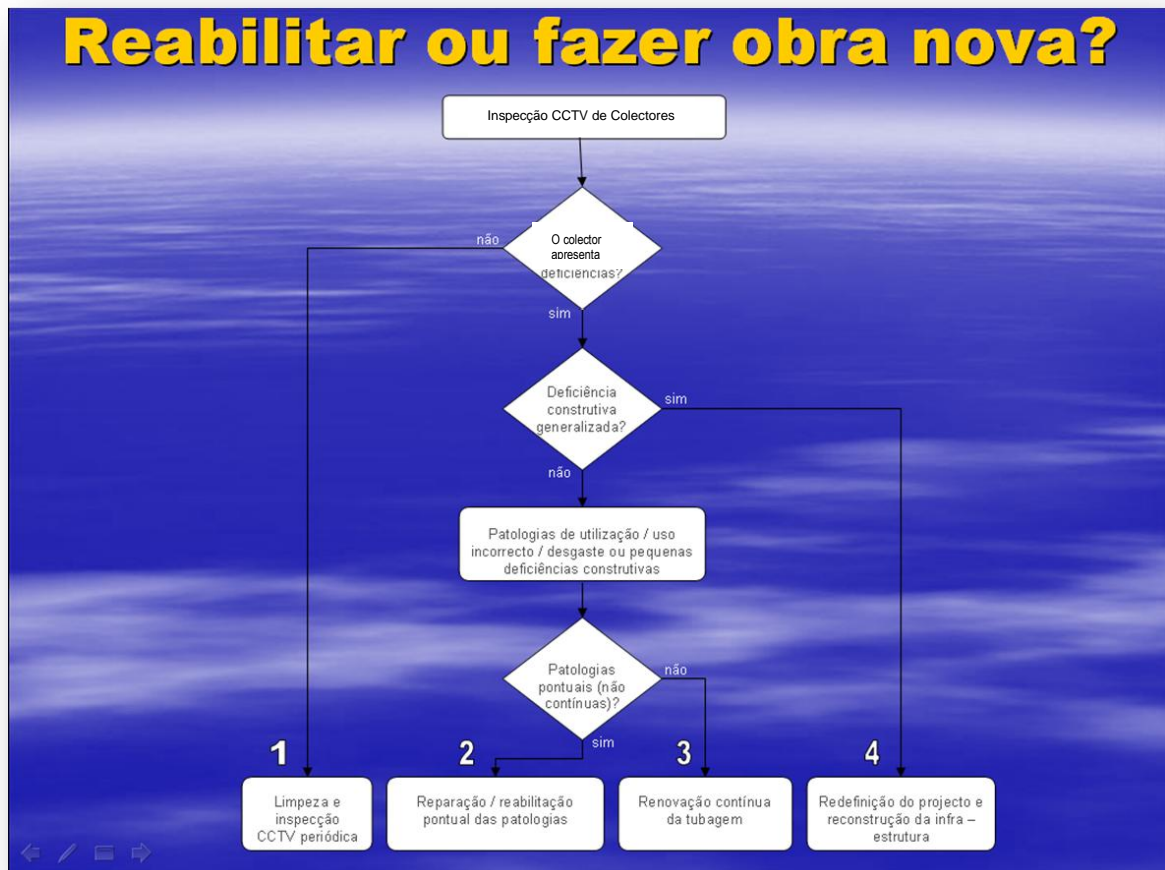 Reabilitar ou fazer obra nova?
Inspecção CCTV de Colectores
não
O colector
apresenta
deficiências?
sim
Deficiência
construtiva
generalizada?
sim
não
Patologias de utilização / uso
incorrecto / desgaste ou pequenas
deficiências construtivas
Patologias
pontuais (não
contínuas)?
não
sim
1
2
3
4
Limpeza e
inspecção
CCTV periódica
Reparação / reabilitação
pontual das patologias
Renovação contínua
da tubagem
Redefinição do projecto e
reconstrução da infra –
estrutura